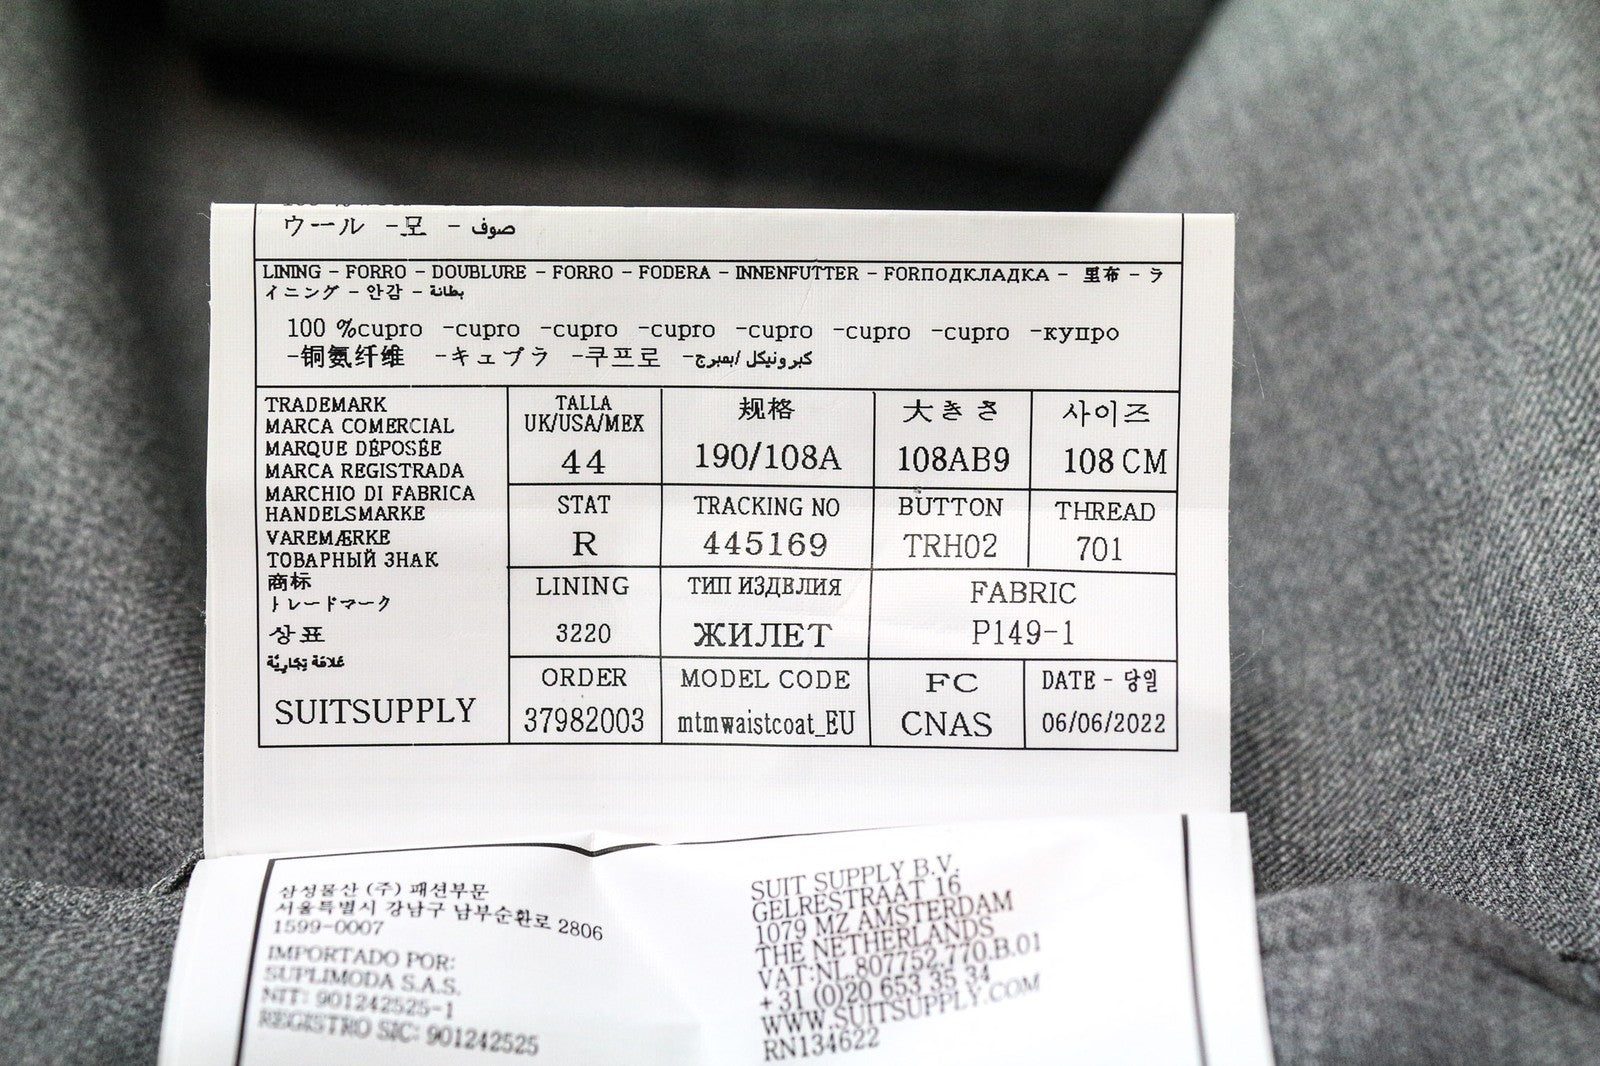 ウール -모 - صوف
LINING - FORRO - DOUBLURE - FORRO - FODERA - INNENFUTTER - FORПОДКЛАДКА - 里布 - ラ
イニング - 안감 - بطانة
100 %cupro -cupro -cupro -cupro -cupro -cupro -cupro -купро
-铜氨纤维 -キュプラ -쿠프로 -كبرونيكل /بمبرج
TRADEMARK
MARCA COMERCIAL
MARQUE DÉPOSÉE
MARCA REGISTRADA
MARCHIO DI FABRICA
HANDELSMARKE
VAREMÆRKE
ТОВАРНЫЙ ЗНАК
商标
トレードマーク
상표
علامة تجاريّة
SUITSUPPLY
TALLA
UK/USA/MEX
44
规格
190/108A
大きさ
108AB9
사이즈
108 CM
STAT
R
TRACKING NO
445169
BUTTON
TRH02
THREAD
701
LINING
3220
ТИП ИЗДЕЛИЯ
ЖИЛЕТ
FABRIC
P149-1
ORDER
37982003
MODEL CODE
mtmwaistcoat_EU
FC
CNAS
DATE - 당일
06/06/2022
삼성물산 (주) 패션부문
서울특별시 강남구 남부순환로 2806
1599-0007
IMPORTADO POR:
SUPLIMODA S.A.S.
NTT: 901242525-1
REGISTRO SIC: 901242525
SUIT SUPPLY B.V.
GELRESTRAAT 16
1079 MZ AMSTERDAM
THE NETHERLANDS
VAT:NL.807752.770.B.01
+31 (0)20 653 35 34
WWW.SUITSUPPLY.COM
RN134622